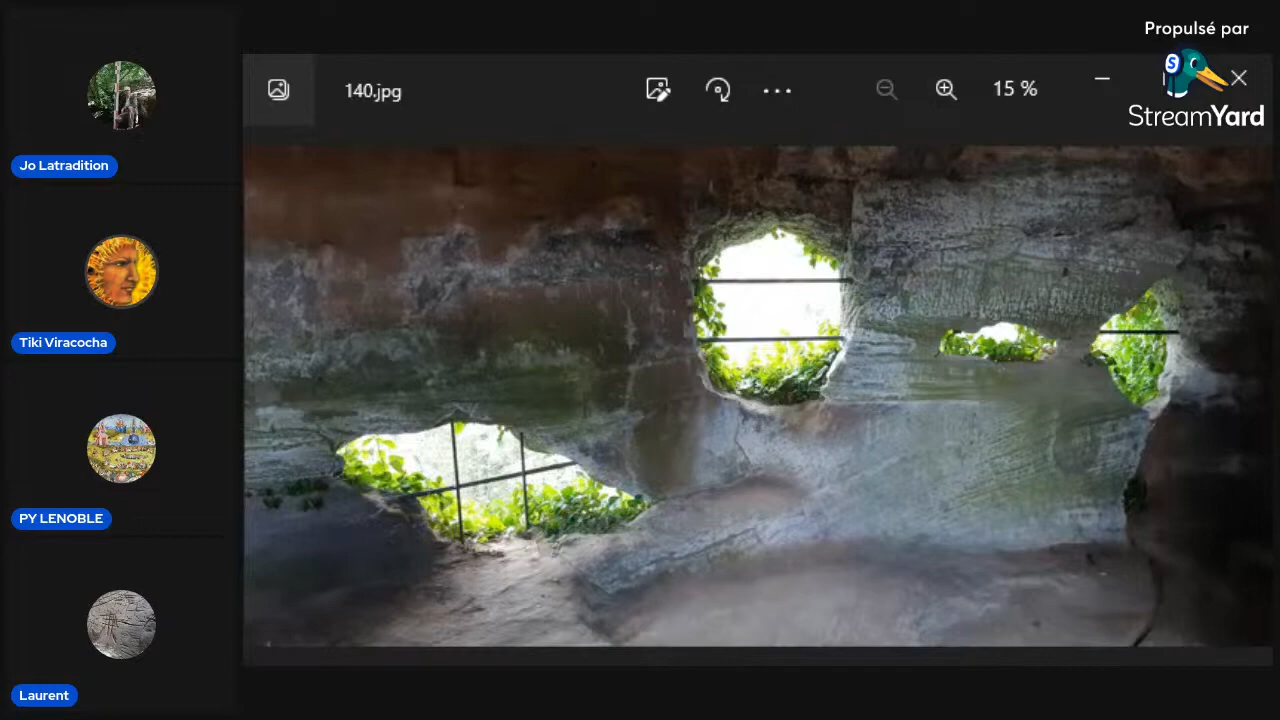 Propulsé par
StreamYard
140.jpg
15 %
Jo Latradition
Tiki Viracocha
PY LENOBLE
Laurent